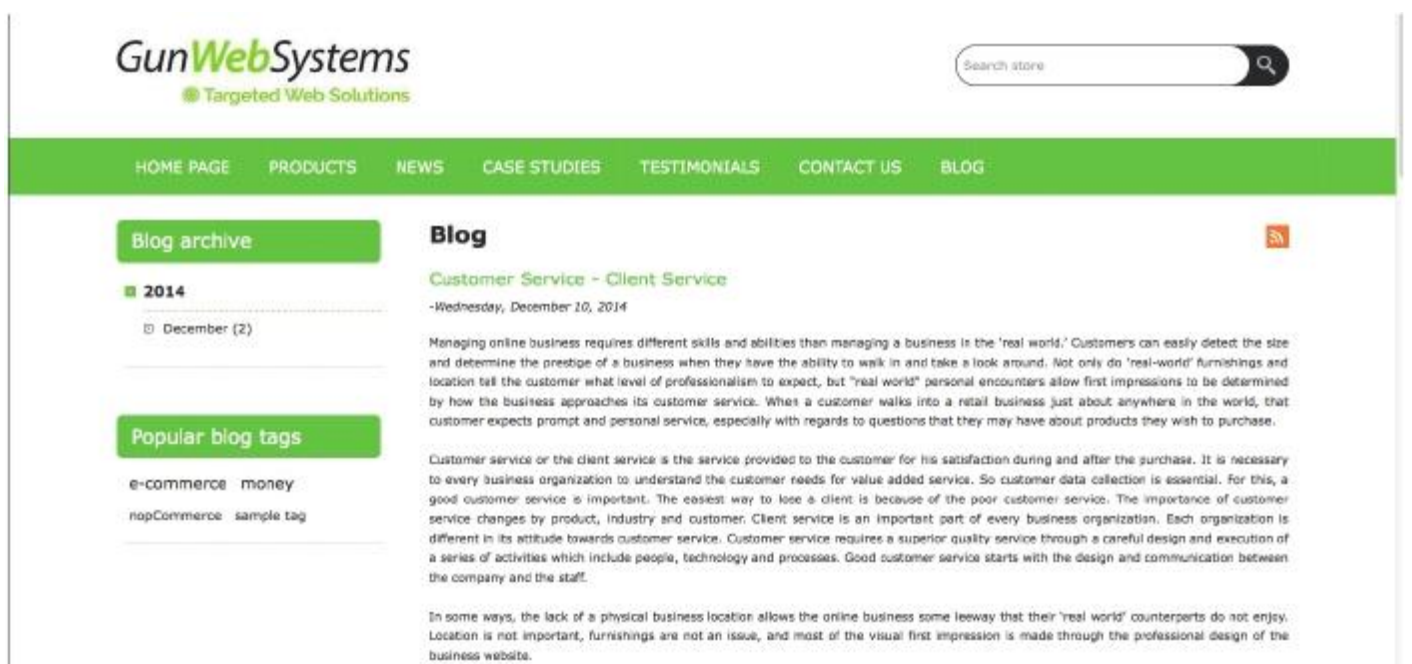 GunWebSystems
Targeted Web Solutions
Search store
HOME PAGE PRODUCTS NEWS CASE STUDIES TESTIMONIALS CONTACT US BLOG
Blog archive
2014
December (2)
Popular blog tags
e-commerce money
nopCommerce sample tag
Blog
Customer Service - Client Service
-Wednesday, December 10, 2014
Managing online business requires different skills and abilities than managing a business in the 'real world.' Customers can easily detect the size
and determine the prestige of a business when they have the ability to walk in and take a look around. Not only do 'real-world' furnishings and
location tell the customer what level of professionalism to expect, but "real world" personal encounters allow first impressions to be determined
by how the business approaches its customer service. When a customer walks into a retail business just about anywhere in the world, that
customer expects prompt and personal service, especially with regards to questions that they may have about products they wish to purchase.
Customer service or the client service is the service provided to the customer for his satisfaction during and after the purchase. It is necessary
to every business organization to understand the customer needs for value added service. So customer data collection is essential. For this, a
good customer service is important. The easiest way to lose a client is because of the poor customer service. The importance of customer
service changes by product, industry and customer. Client service is an important part of every business organization. Each organization is
different in its attitude towards customer service. Customer service requires a superior quality service through a careful design and execution of
a series of activities which include people, technology and processes. Good customer service starts with the design and communication between
the company and the staff.
In some ways, the lack of a physical business location allows the online business some leeway that their 'real world' counterparts do not enjoy.
Location is not important, furnishings are not an issue, and most of the visual first impression is made through the professional design of the
business website.